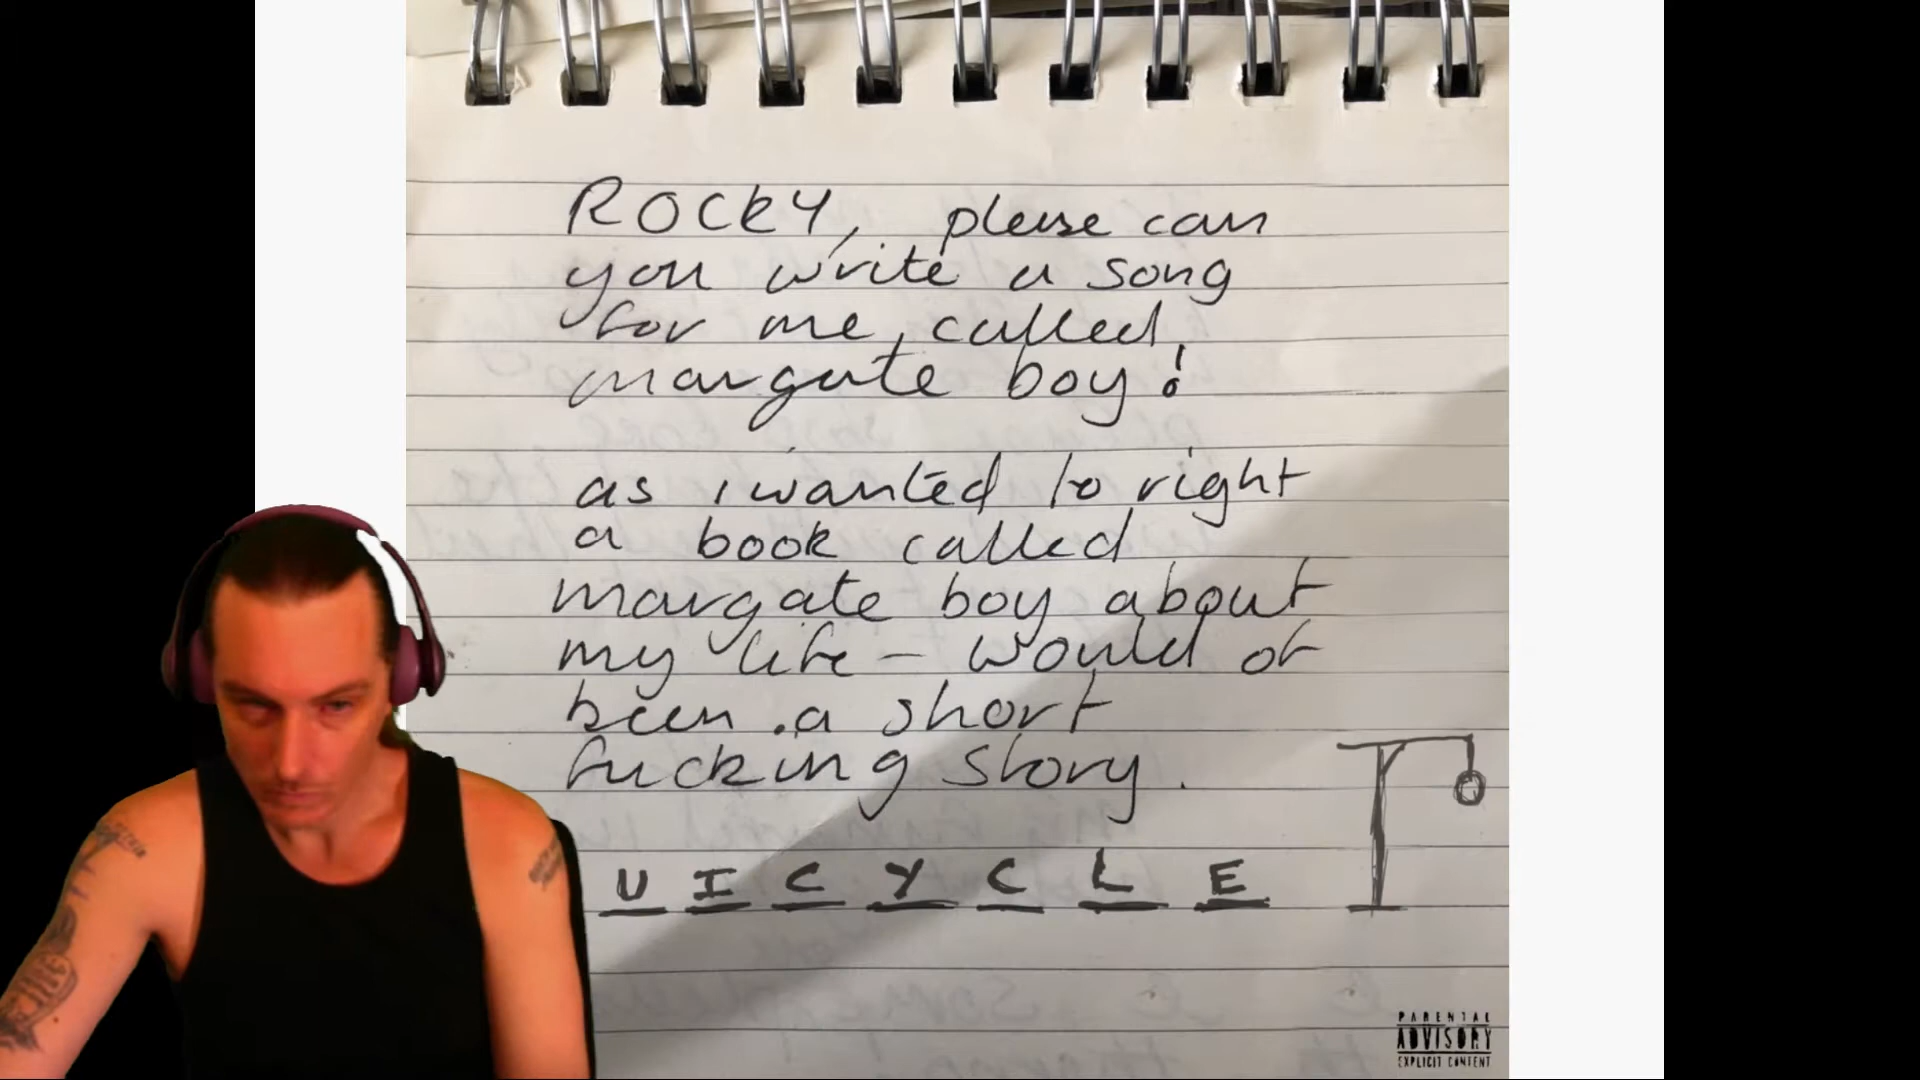 ROCKY, please can
you write a song
for me called
margate boy!
as i wanted to right
a book called
margate boy about
my life - would of
been .a short
fucking story.
U I C Y C L E
PARENTAL
ADVISORY
EXPLICIT CONTENT